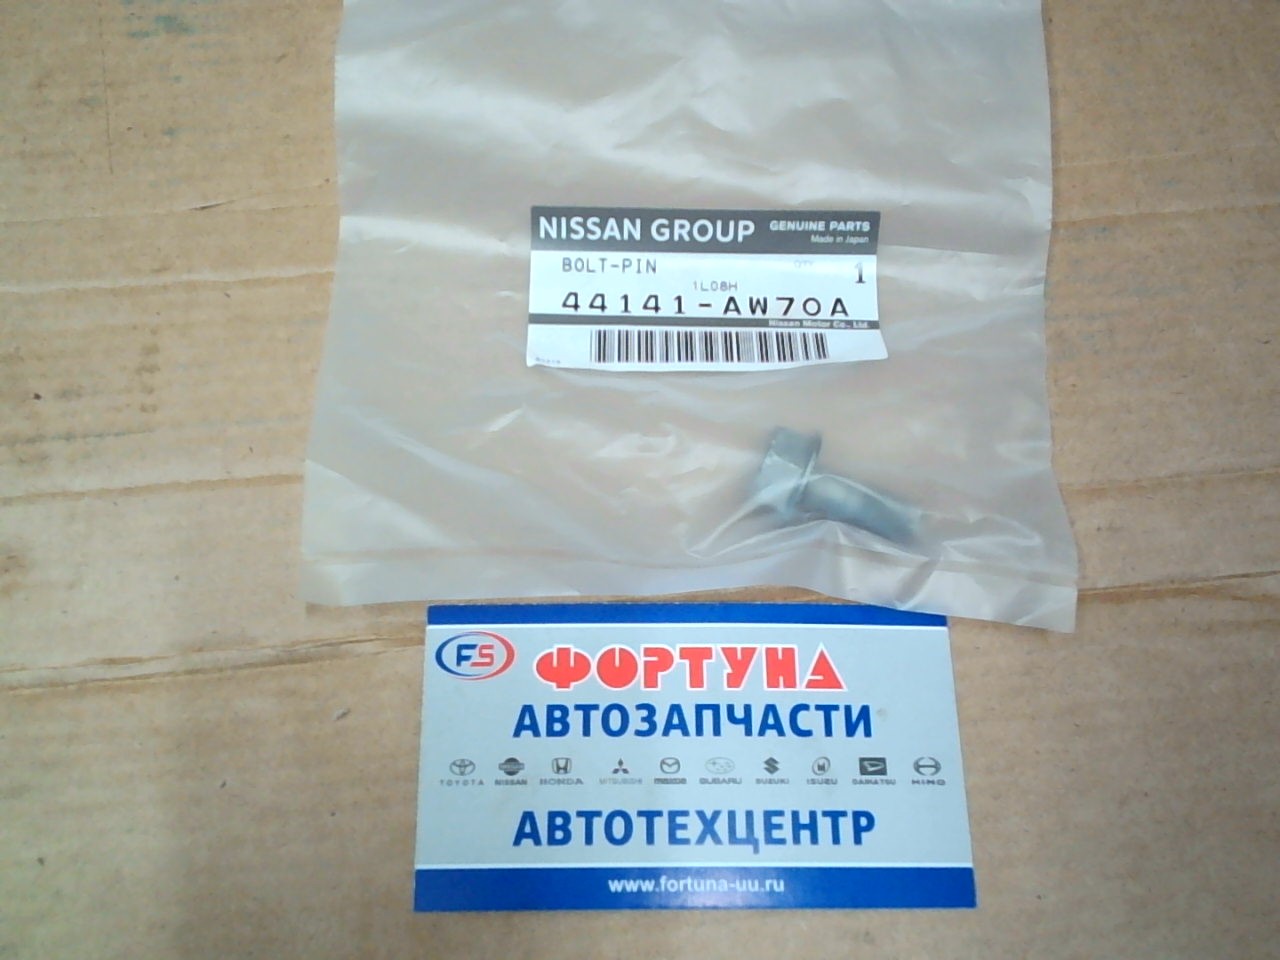 NISSAN GROUP GENUINE PARTS
Made in Japan
BOLT-PIN QTY 1
1L08H
44141-AW70A
Nissan Motor Co., Ltd.
FS ФОРТУНА
АВТОЗАПЧАСТИ
TOYOTA NISSAN HONDA MITSUBISHI MAZDA SUBARU SUZUKI ISUZU DAIHATSU HINO
АВТОТЕХЦЕНТР
www.fortuna-uu.ru